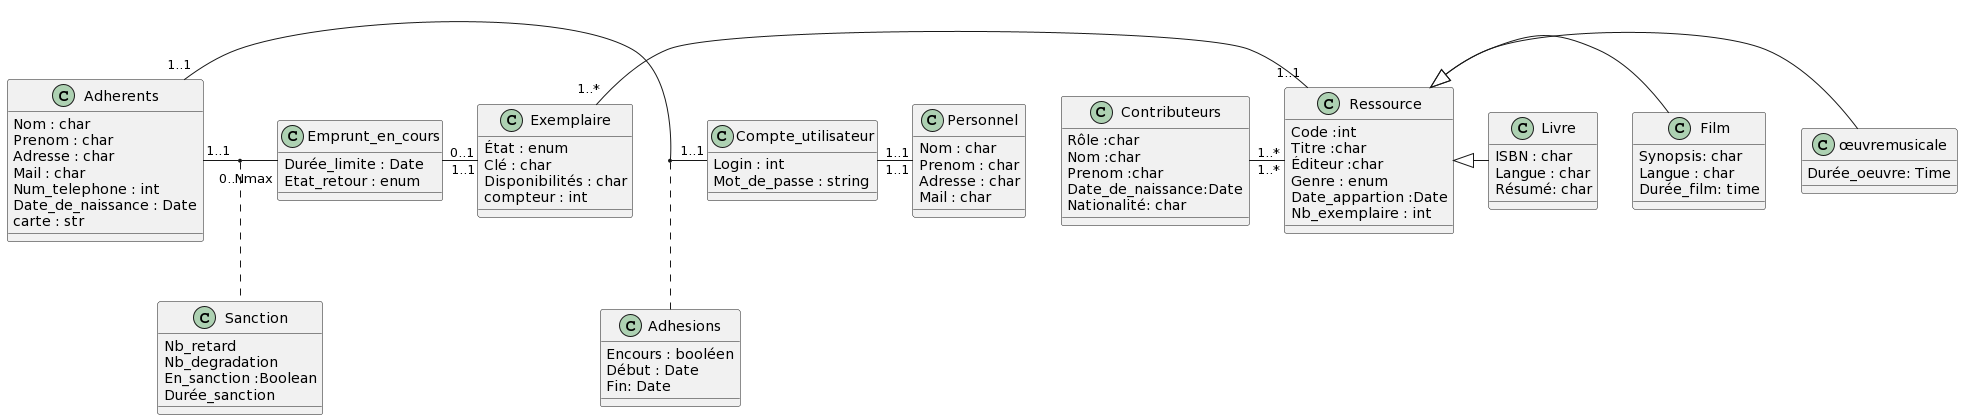 1..1
C Adherents
Nom : char
Prenom : char
Adresse : char
Mail : char
Num_telephone : int
Date_de_naissance : Date
carte : str
1..1
0..Nmax
C Emprunt_en_cours
Durée_limite : Date
Etat_retour : enum
0..1
1..1
1..*
C Exemplaire
État : enum
Clé : char
Disponibilités : char
compteur : int
1..1
C Compte_utilisateur
Login : int
Mot_de_passe : string
1..1
1..1
C Personnel
Nom : char
Prenom : char
Adresse : char
Mail : char
C Contributeurs
Rôle :char
Nom :char
Prenom :char
Date_de_naissance:Date
Nationalité: char
1..*
1..*
1..1
C Ressource
Code :int
Titre :char
Éditeur :char
Genre : enum
Date_appartion :Date
Nb_exemplaire : int
C Livre
ISBN : char
Langue : char
Résumé: char
C Film
Synopsis: char
Langue : char
Durée_film: time
C œuvremusicale
Durée_oeuvre: Time
C Sanction
Nb_retard
Nb_degradation
En_sanction :Boolean
Durée_sanction
C Adhesions
Encours : booléen
Début : Date
Fin: Date